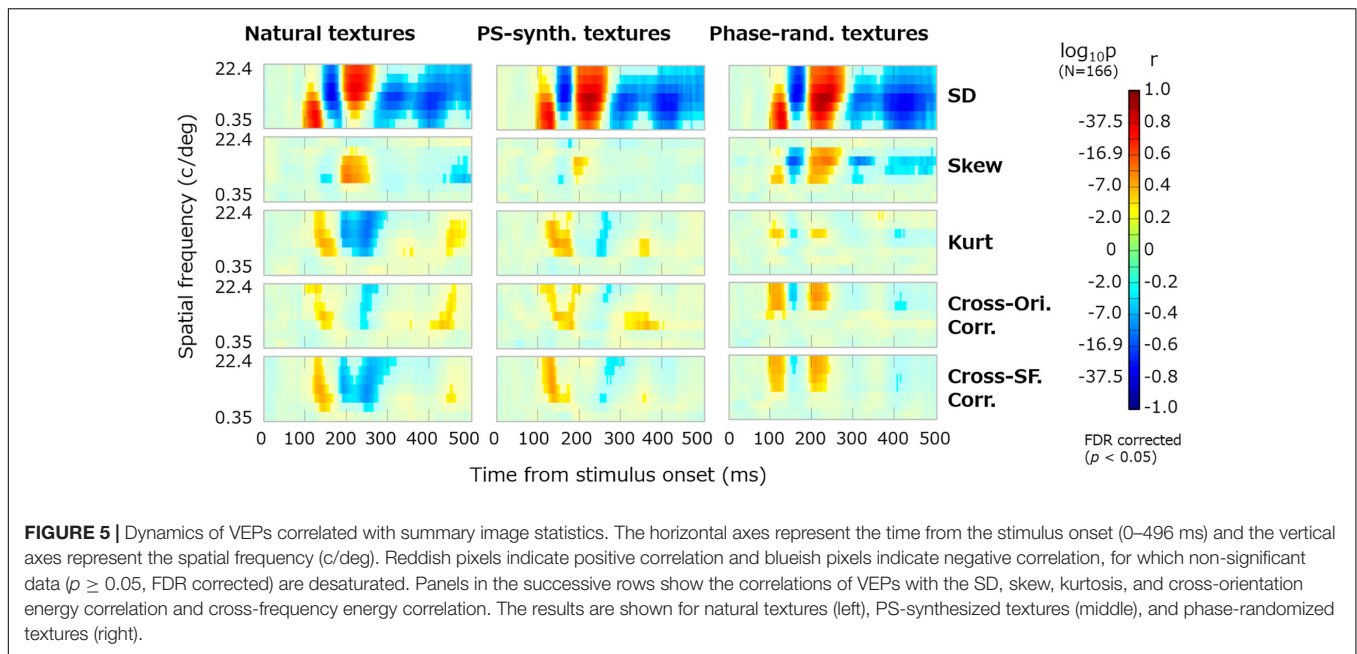 Natural textures PS-synth. textures Phase-rand. textures
log10p
(N=166)
r
Spatial frequency (c/deg)
22.4
0.35
SD
22.4
0.35
Skew
22.4
0.35
Kurt
22.4
0.35
Cross-Ori.
Corr.
22.4
0.35
Cross-SF.
Corr.
0 100 200 300 400 500 0 100 200 300 400 500 0 100 200 300 400 500
Time from stimulus onset (ms)
1.0
-37.5 0.8
-16.9 0.6
-7.0 0.4
-2.0 0.2
0 0
-2.0 -0.2
-7.0 -0.4
-16.9 -0.6
-37.5 -0.8
-1.0
FDR corrected
(p < 0.05)
FIGURE 5 | Dynamics of VEPs correlated with summary image statistics. The horizontal axes represent the time from the stimulus onset (0–496 ms) and the vertical
axes represent the spatial frequency (c/deg). Reddish pixels indicate positive correlation and blueish pixels indicate negative correlation, for which non-significant
data (p ≥ 0.05, FDR corrected) are desaturated. Panels in the successive rows show the correlations of VEPs with the SD, skew, kurtosis, and cross-orientation
energy correlation and cross-frequency energy correlation. The results are shown for natural textures (left), PS-synthesized textures (middle), and phase-randomized
textures (right).